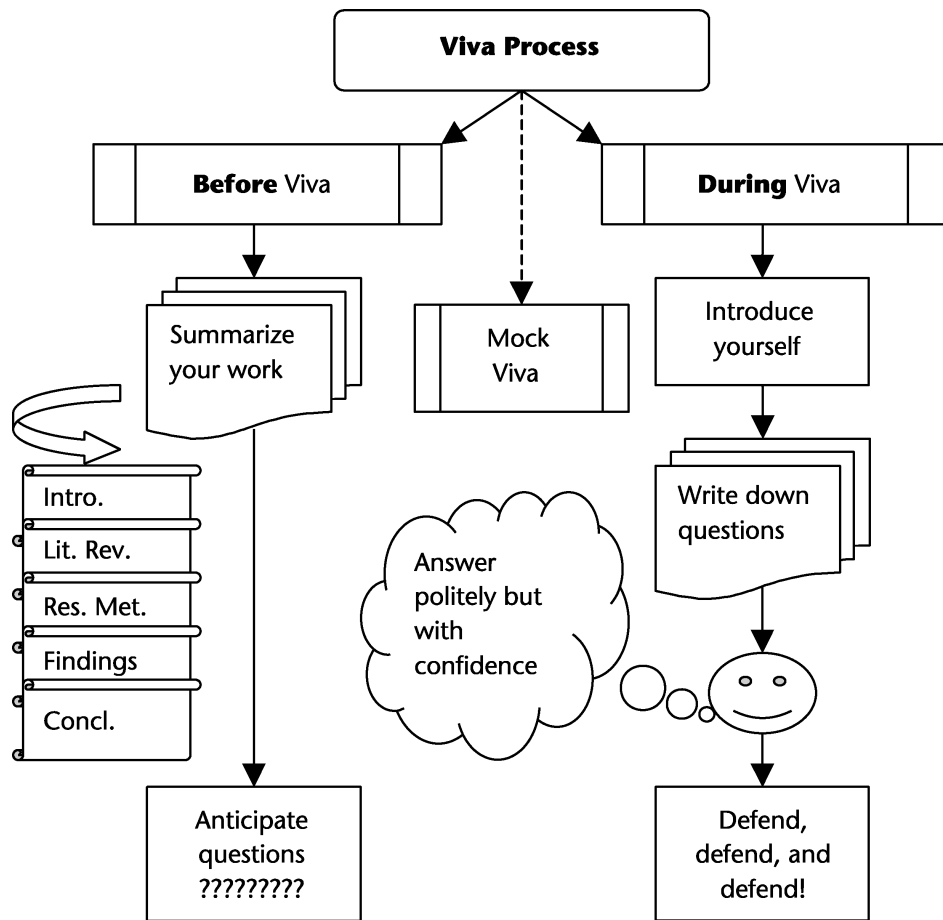 Viva Process
Before Viva
During Viva
Summarize
your work
Intro.
Lit. Rev.
Res. Met.
Findings
Concl.
Anticipate
questions
?????????
Mock
Viva
Introduce
yourself
Write down
questions
Answer
politely but
with
confidence
Defend,
defend, and
defend!